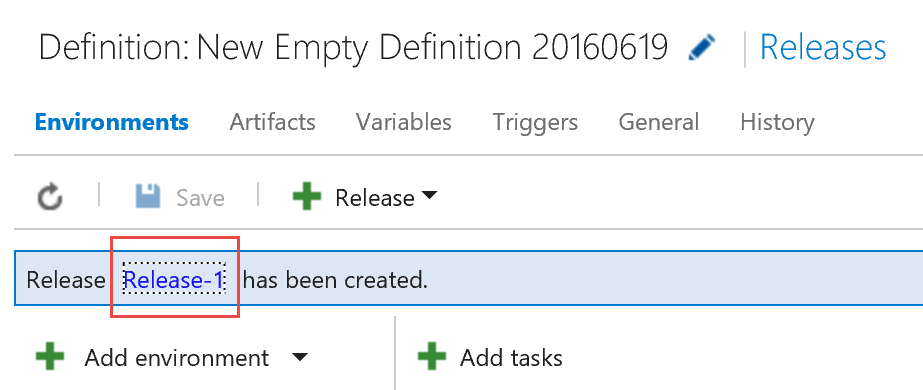 Definition: New Empty Definition 20160619 | Releases
Environments Artifacts Variables Triggers General History
Save Release
Release Release-1 has been created.
Add environment Add tasks